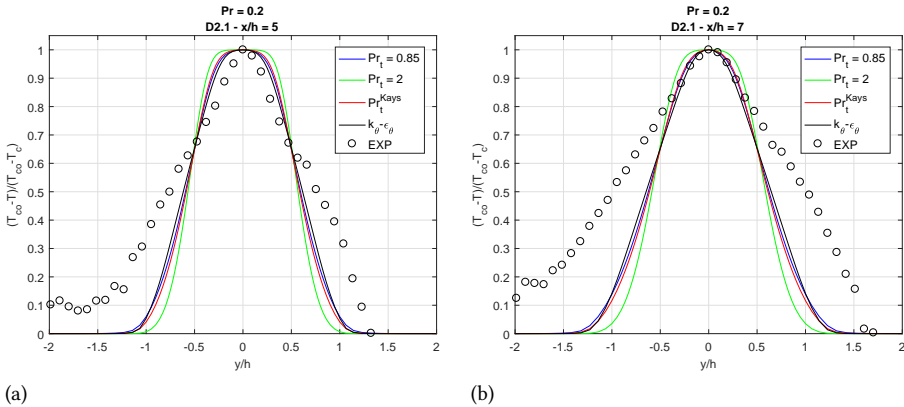 Pr = 0.2
D2.1 - x/h = 5
1
0.9
0.8
0.7
0.6
0.5
0.4
0.3
0.2
0.1
0
(T_co-T)/(T_co-T_c)
-2 -1.5 -1 -0.5 0 0.5 1 1.5 2
y/h
Pr_t = 0.85
Pr_t = 2
Pr_t^Kays
k_θ-ϵ_θ
EXP
(a)
Pr = 0.2
D2.1 - x/h = 7
1
0.9
0.8
0.7
0.6
0.5
0.4
0.3
0.2
0.1
0
(T_co-T)/(T_co-T_c)
-2 -1.5 -1 -0.5 0 0.5 1 1.5 2
y/h
Pr_t = 0.85
Pr_t = 2
Pr_t^Kays
k_θ-ϵ_θ
EXP
(b)